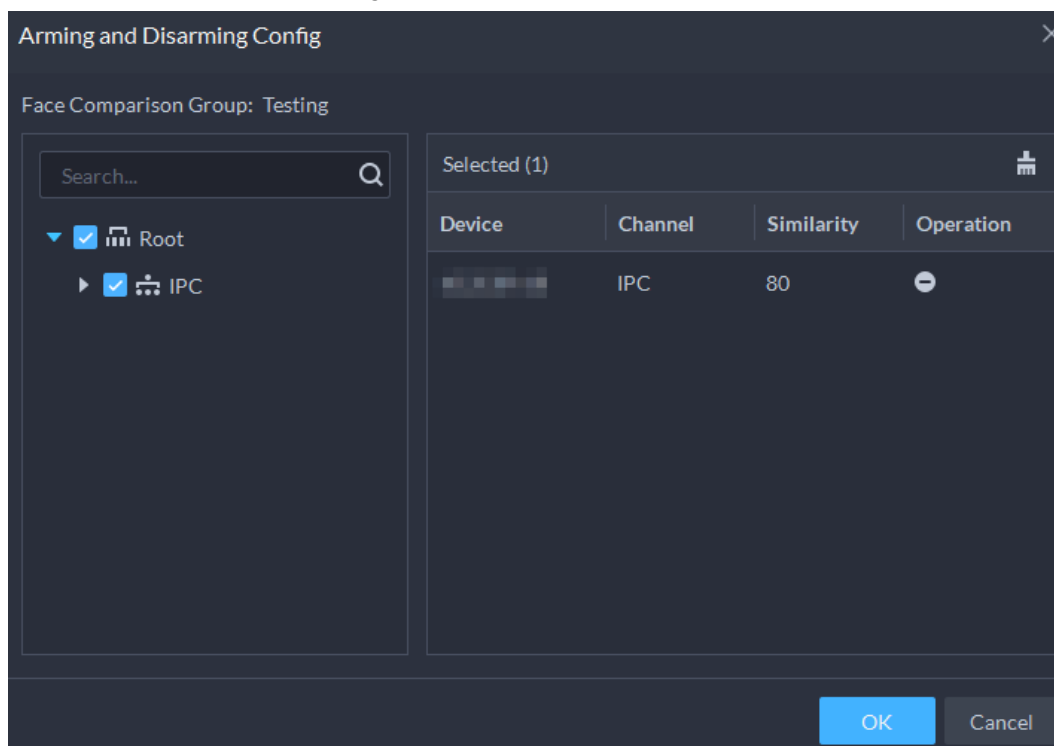 Arming and Disarming Config
Face Comparison Group: Testing
Search...
Root
IPC
Selected (1)
Device Channel Similarity Operation
IPC 80
OK Cancel